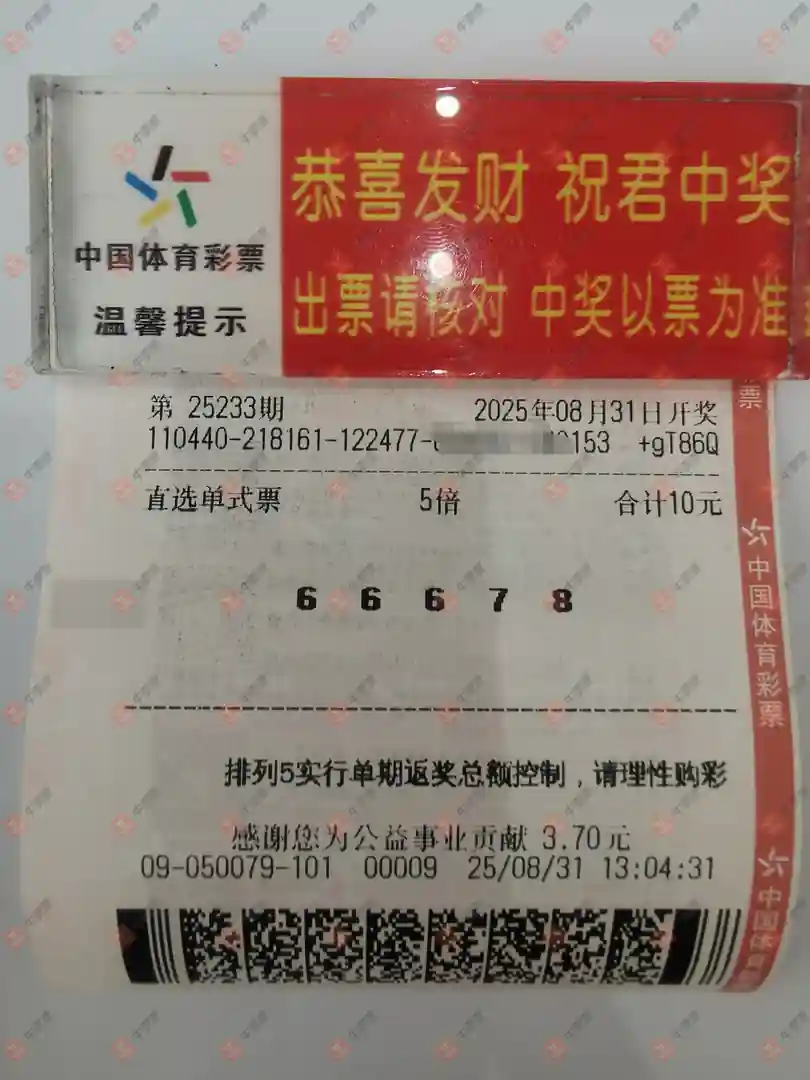 恭喜发财 祝君中奖
中国体育彩票
出票请核对 中奖以票为准
温馨提示
票
第 25233期 2025年08月31日开奖
110440-218161-122477- 153 +gT86Q
直选单式票 5倍 合计10元
6 6 6 7 8
中国体育彩票
排列5实行单期返奖总额控制，请理性购彩
感谢您为公益事业贡献 3.70元
09-050079-101 00009 25/08/31 13:04:31
中国体育